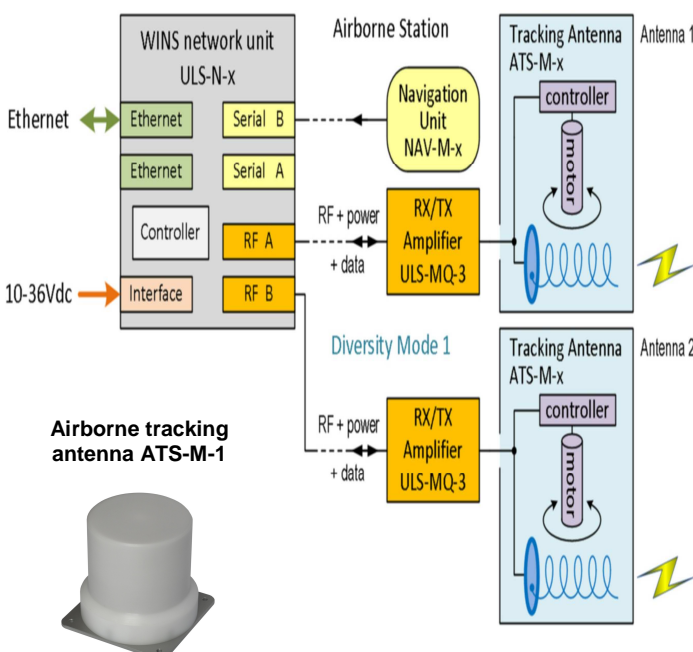 WINS network unit
ULS-N-x
Ethernet
Ethernet
Serial B
Ethernet
Serial A
Controller
RF A
10-36Vdc
Interface
RF B
Airborne Station
Navigation
Unit
NAV-M-x
RF + power
+ data
RX/TX
Amplifier
ULS-MQ-3
Tracking Antenna
ATS-M-x
Antenna 1
controller
motor
Diversity Mode 1
RF + power
+ data
RX/TX
Amplifier
ULS-MQ-3
Tracking Antenna
ATS-M-x
Antenna 2
controller
motor
Airborne tracking
antenna ATS-M-1